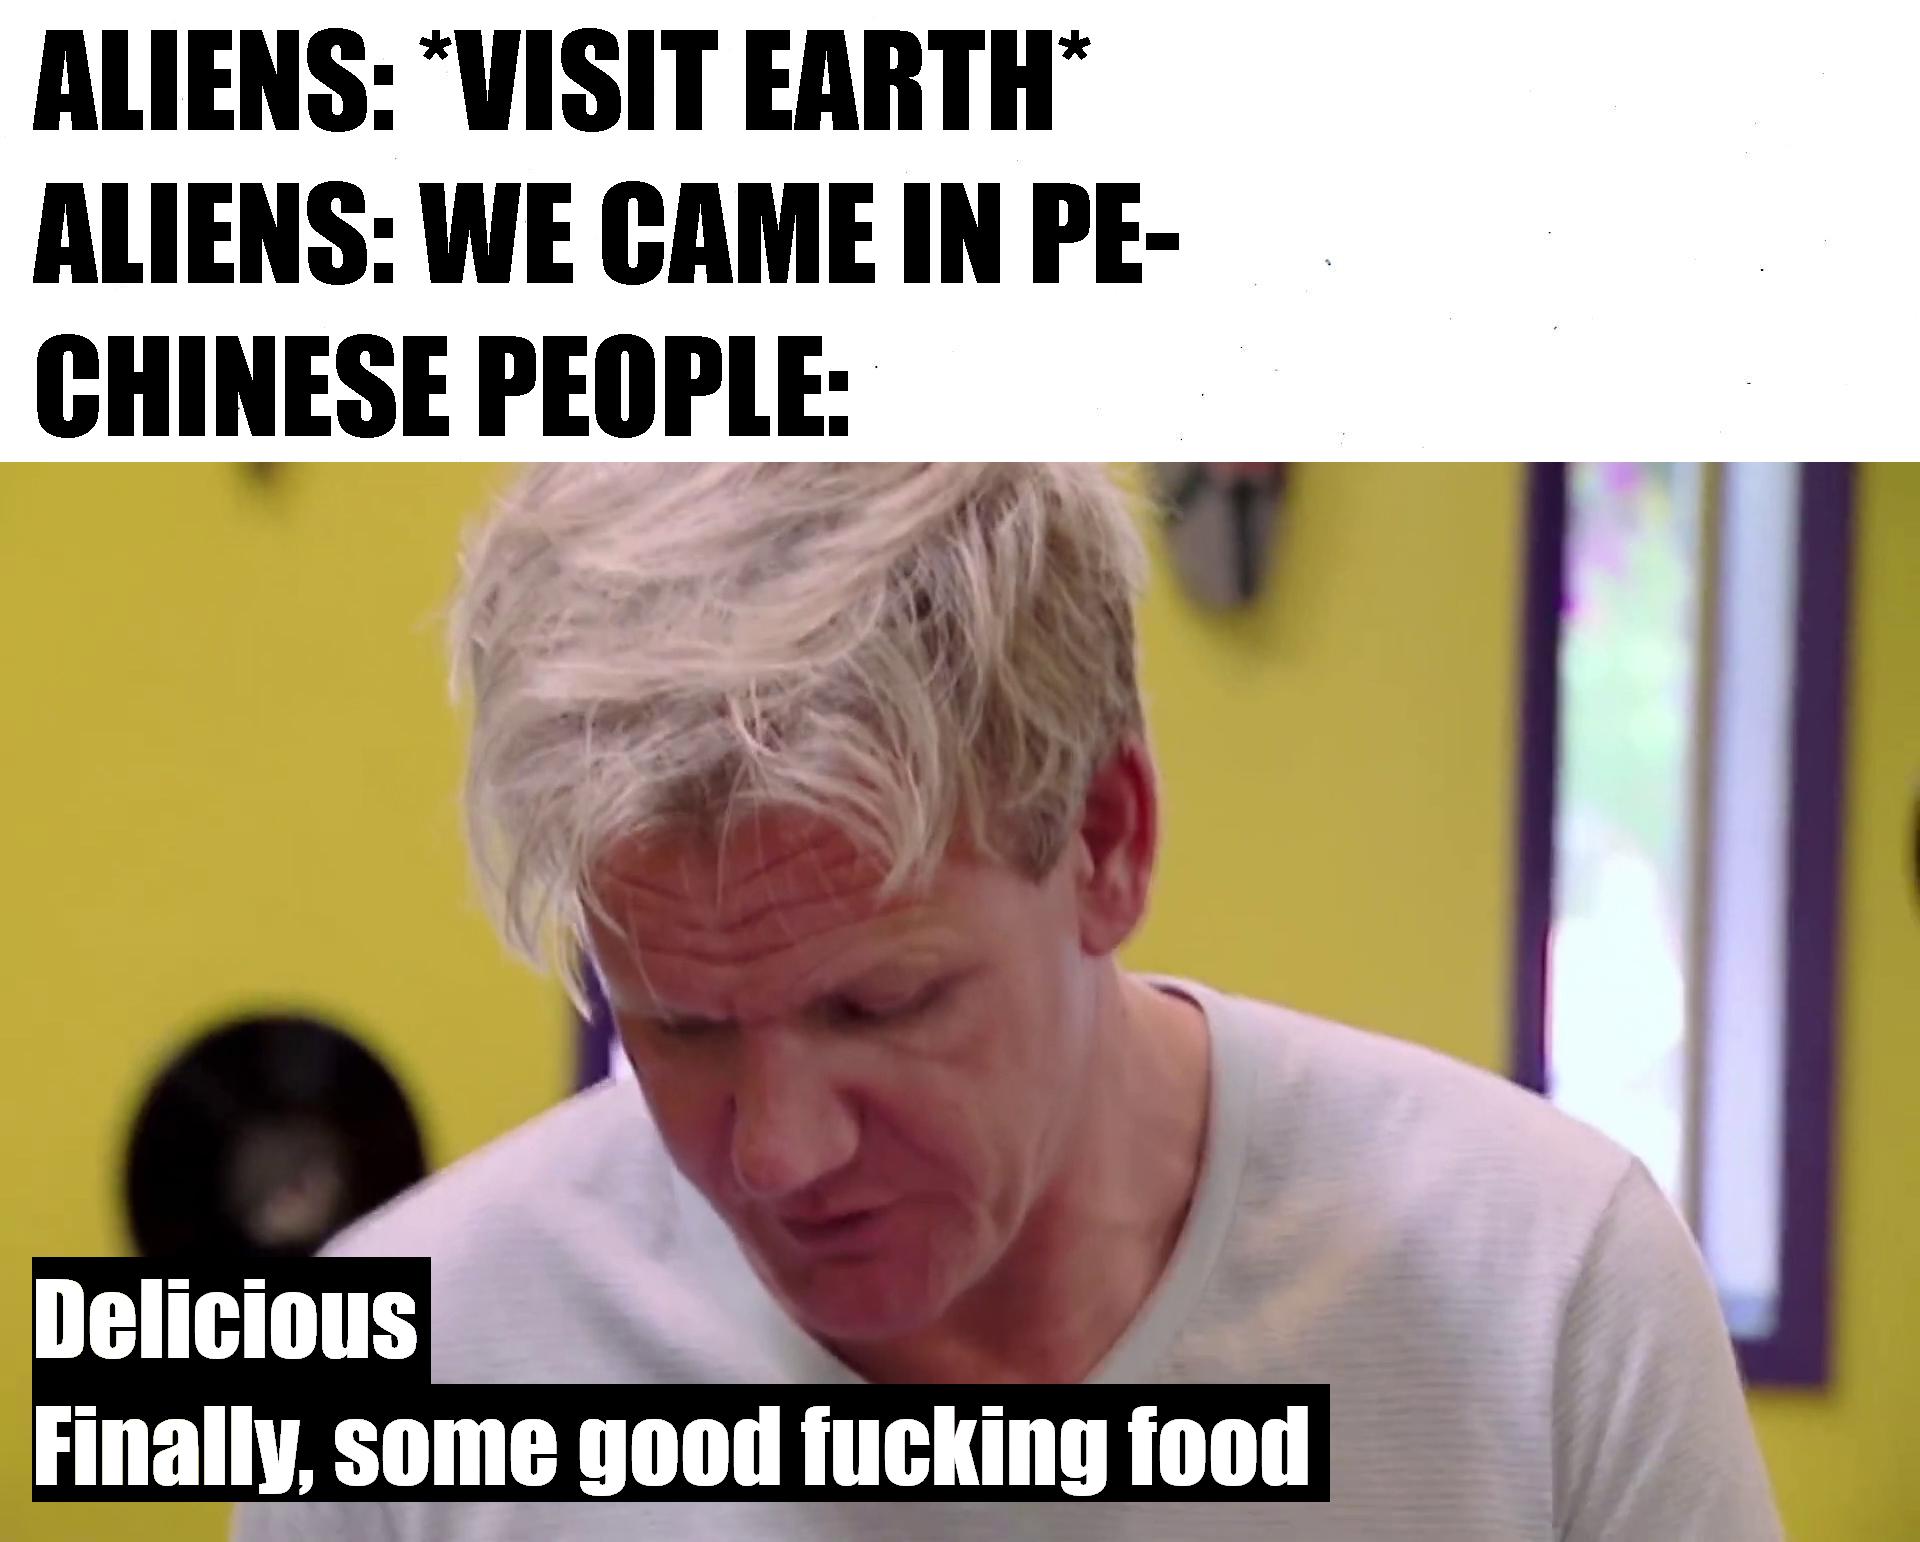 ALIENS: *VISIT EARTH*
ALIENS: WE CAME IN PE-
CHINESE PEOPLE:
Delicious
Finally, some good fucking food